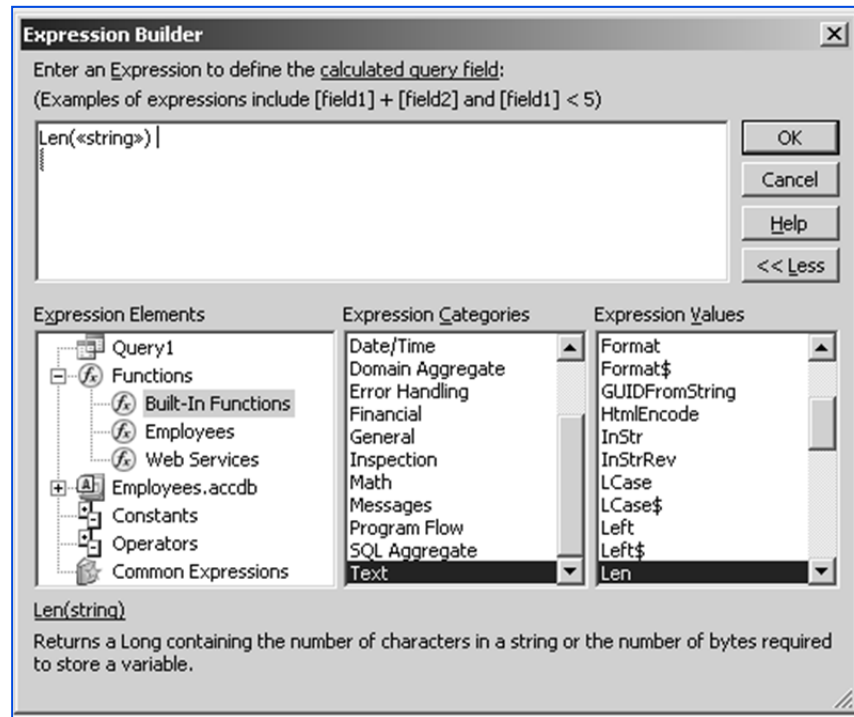 Expression Builder
Enter an Expression to define the calculated query field:
(Examples of expressions include [field1] + [field2] and [field1] < 5)
Len(«string»)
OK
Cancel
Help
<< Less
Expression Elements
Query1
Functions
Built-In Functions
Employees
Web Services
Employees.accdb
Constants
Operators
Common Expressions
Expression Categories
Date/Time
Domain Aggregate
Error Handling
Financial
General
Inspection
Math
Messages
Program Flow
SQL Aggregate
Text
Expression Values
Format
Format$
GUIDFromString
HtmlEncode
InStr
InStrRev
LCase
LCase$
Left
Left$
Len
Len(string)
Returns a Long containing the number of characters in a string or the number of bytes required
to store a variable.